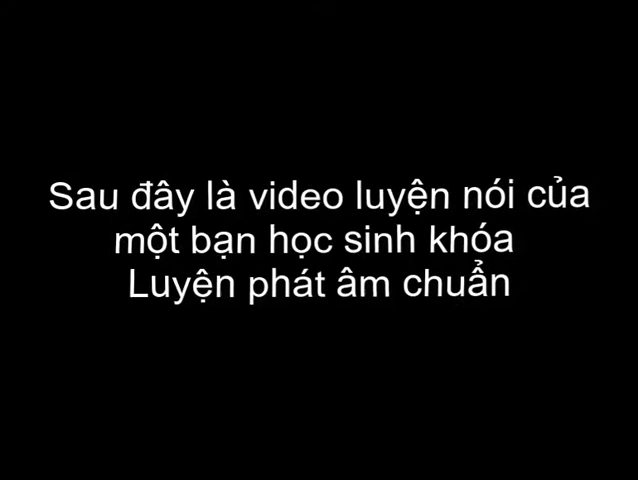 Sau đây là video luyện nói của
một bạn học sinh khóa
Luyện phát âm chuẩn